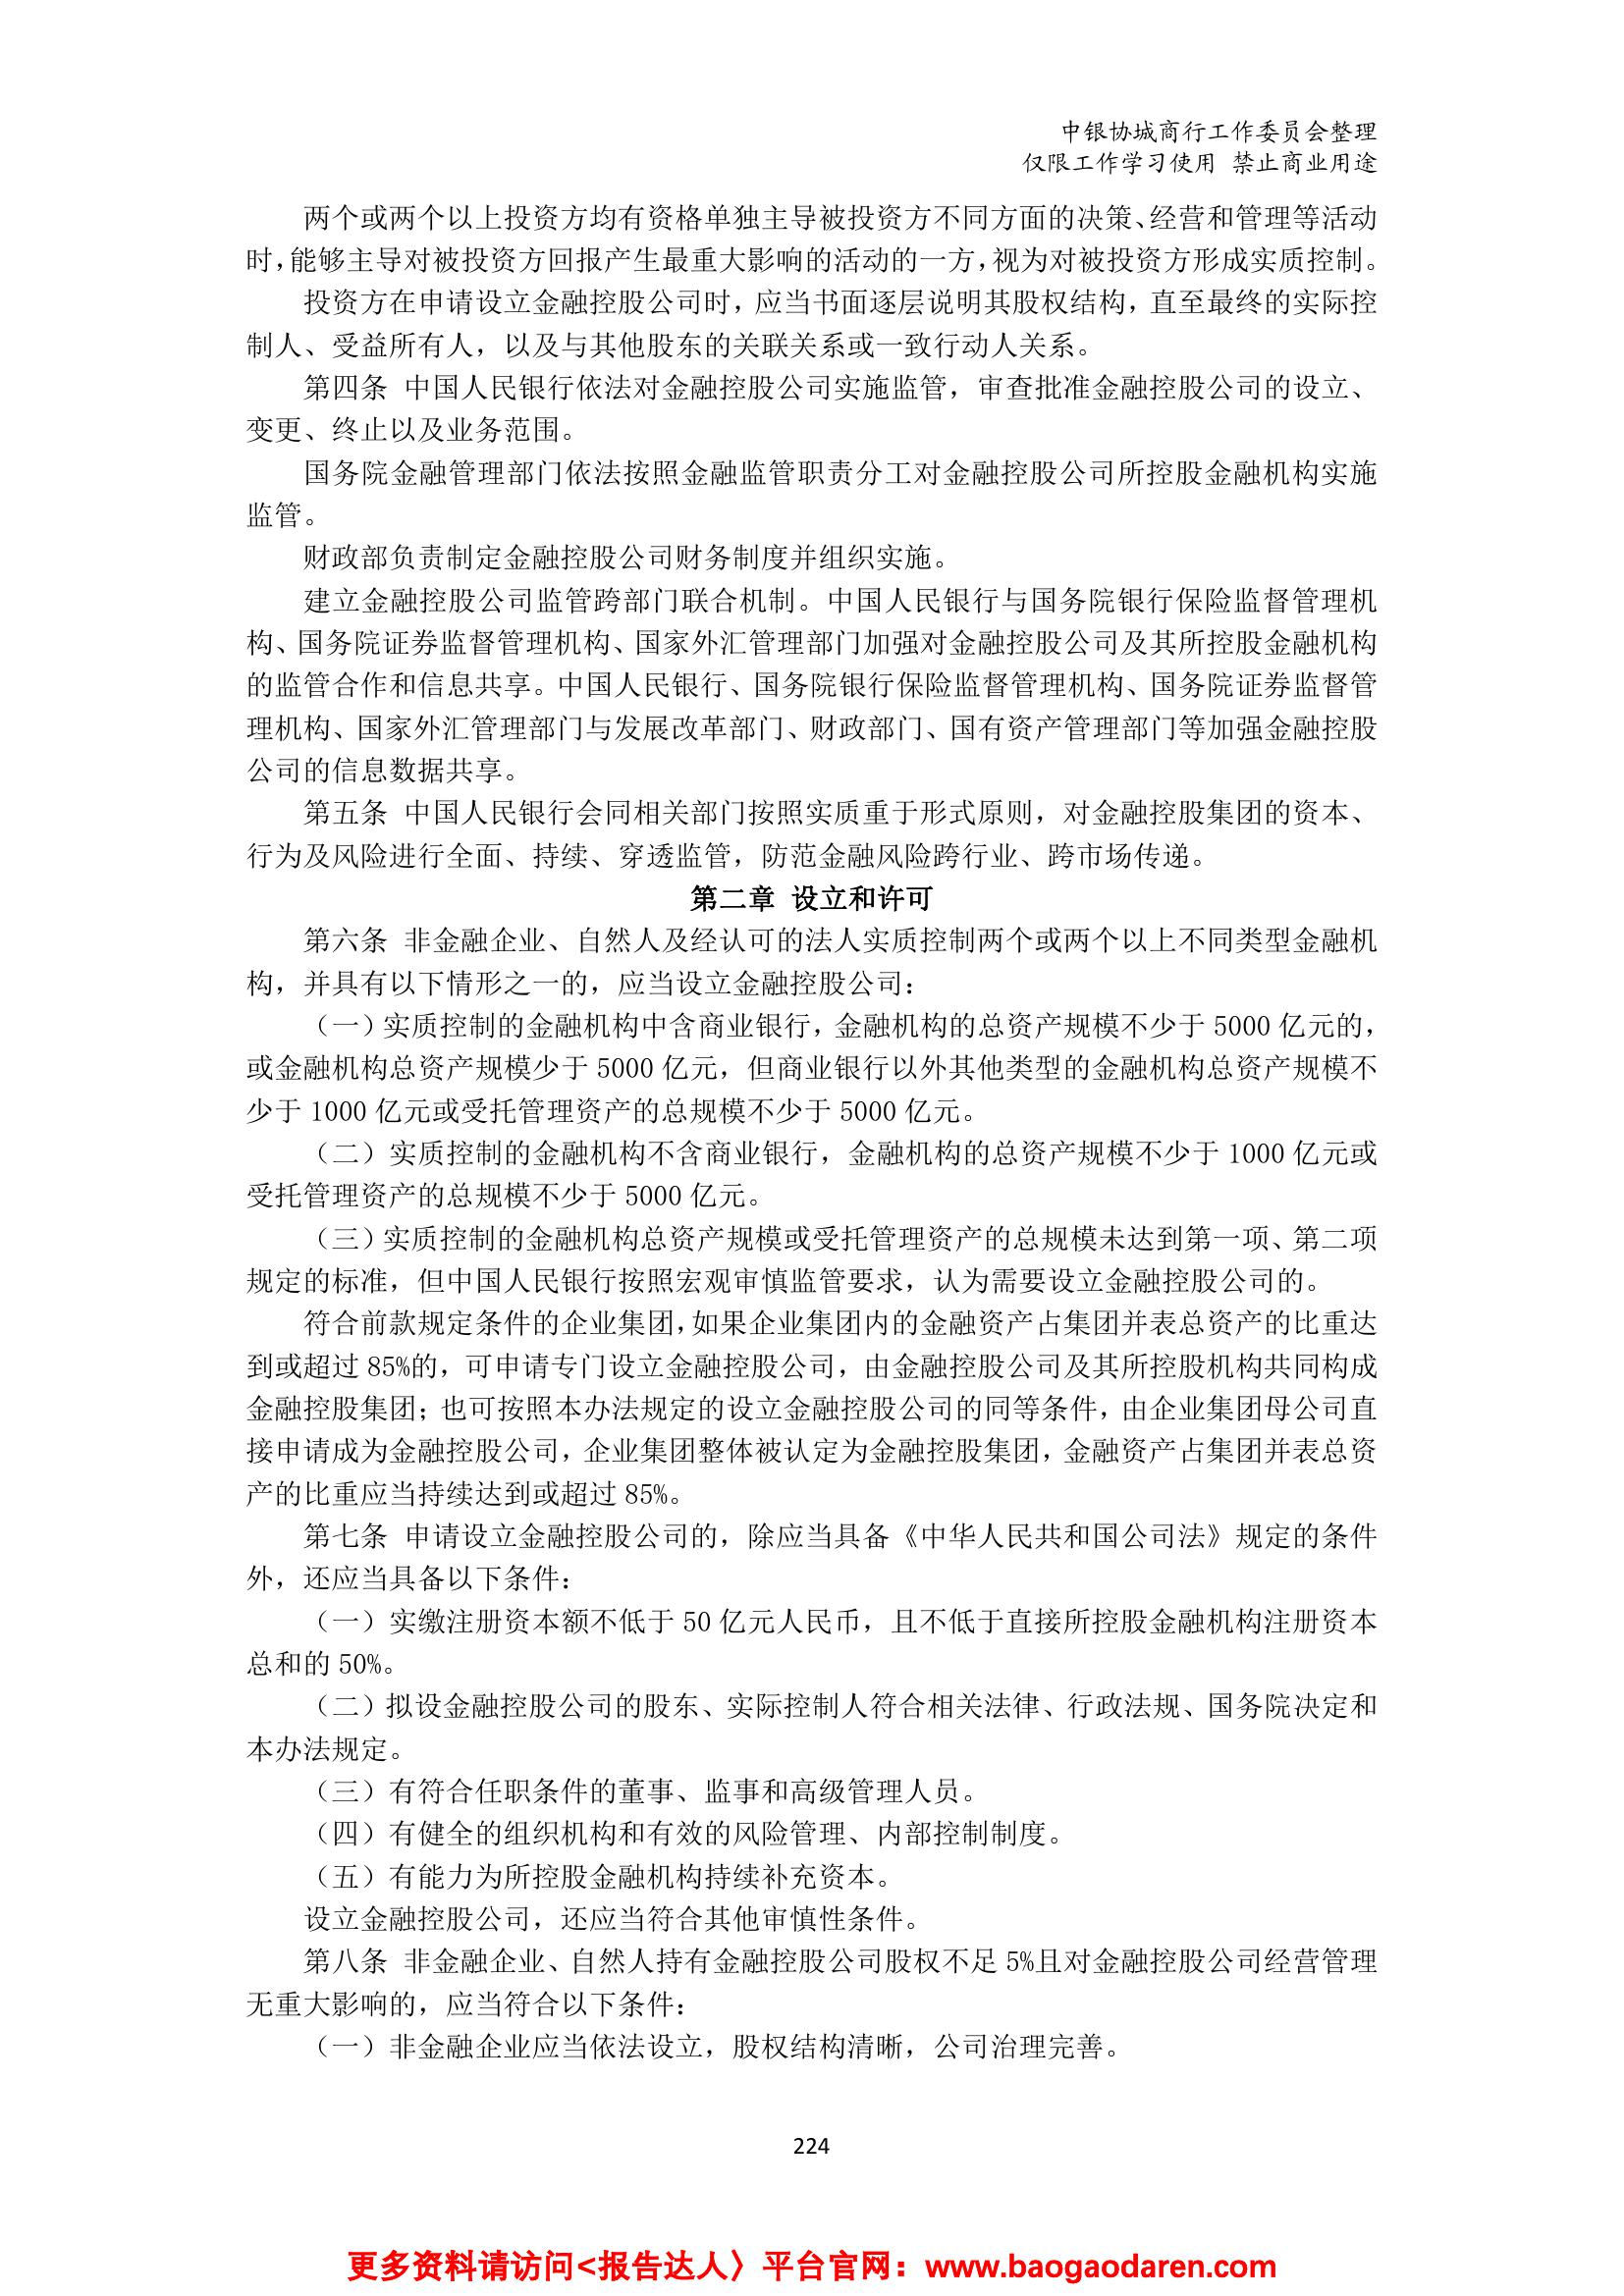 中银协城商行工作委员会整理
仅限工作学习使用 禁止商业用途
两个或两个以上投资方均有资格单独主导被投资方不同方面的决策、经营和管理等活动
时，能够主导对被投资方回报产生最重大影响的活动的一方，视为对被投资方形成实质控制。
投资方在申请设立金融控股公司时，应当书面逐层说明其股权结构，直至最终的实际控
制人、受益所有人，以及与其他股东的关联关系或一致行动人关系。
第四条 中国人民银行依法对金融控股公司实施监管，审查批准金融控股公司的设立、
变更、终止以及业务范围。
国务院金融管理部门依法按照金融监管职责分工对金融控股公司所控股金融机构实施
监管。
财政部负责制定金融控股公司财务制度并组织实施。
建立金融控股公司监管跨部门联合机制。中国人民银行与国务院银行保险监督管理机
构、国务院证券监督管理机构、国家外汇管理部门加强对金融控股公司及其所控股金融机构
的监管合作和信息共享。中国人民银行、国务院银行保险监督管理机构、国务院证券监督管
理机构、国家外汇管理部门与发展改革部门、财政部门、国有资产管理部门等加强金融控股
公司的信息数据共享。
第五条 中国人民银行会同相关部门按照实质重于形式原则，对金融控股集团的资本、
行为及风险进行全面、持续、穿透监管，防范金融风险跨行业、跨市场传递。
第二章 设立和许可
第六条 非金融企业、自然人及经认可的法人实质控制两个或两个以上不同类型金融机
构，并具有以下情形之一的，应当设立金融控股公司：
（一）实质控制的金融机构中含商业银行，金融机构的总资产规模不少于 5000 亿元的，
或金融机构总资产规模少于 5000 亿元，但商业银行以外其他类型的金融机构总资产规模不
少于 1000 亿元或受托管理资产的总规模不少于 5000 亿元。
（二）实质控制的金融机构不含商业银行，金融机构的总资产规模不少于 1000 亿元或
受托管理资产的总规模不少于 5000 亿元。
（三）实质控制的金融机构总资产规模或受托管理资产的总规模未达到第一项、第二项
规定的标准，但中国人民银行按照宏观审慎监管要求，认为需要设立金融控股公司的。
符合前款规定条件的企业集团，如果企业集团内的金融资产占集团并表总资产的比重达
到或超过 85%的，可申请专门设立金融控股公司，由金融控股公司及其所控股机构共同构成
金融控股集团；也可按照本办法规定的设立金融控股公司的同等条件，由企业集团母公司直
接申请成为金融控股公司，企业集团整体被认定为金融控股集团，金融资产占集团并表总资
产的比重应当持续达到或超过 85%。
第七条 申请设立金融控股公司的，除应当具备《中华人民共和国公司法》规定的条件
外，还应当具备以下条件：
（一）实缴注册资本额不低于 50 亿元人民币，且不低于直接所控股金融机构注册资本
总和的 50%。
（二）拟设金融控股公司的股东、实际控制人符合相关法律、行政法规、国务院决定和
本办法规定。
（三）有符合任职条件的董事、监事和高级管理人员。
（四）有健全的组织机构和有效的风险管理、内部控制制度。
（五）有能力为所控股金融机构持续补充资本。
设立金融控股公司，还应当符合其他审慎性条件。
第八条 非金融企业、自然人持有金融控股公司股权不足 5%且对金融控股公司经营管理
无重大影响的，应当符合以下条件：
（一）非金融企业应当依法设立，股权结构清晰，公司治理完善。
224
更多资料请访问<报告达人〉平台官网：www.baogaodaren.com